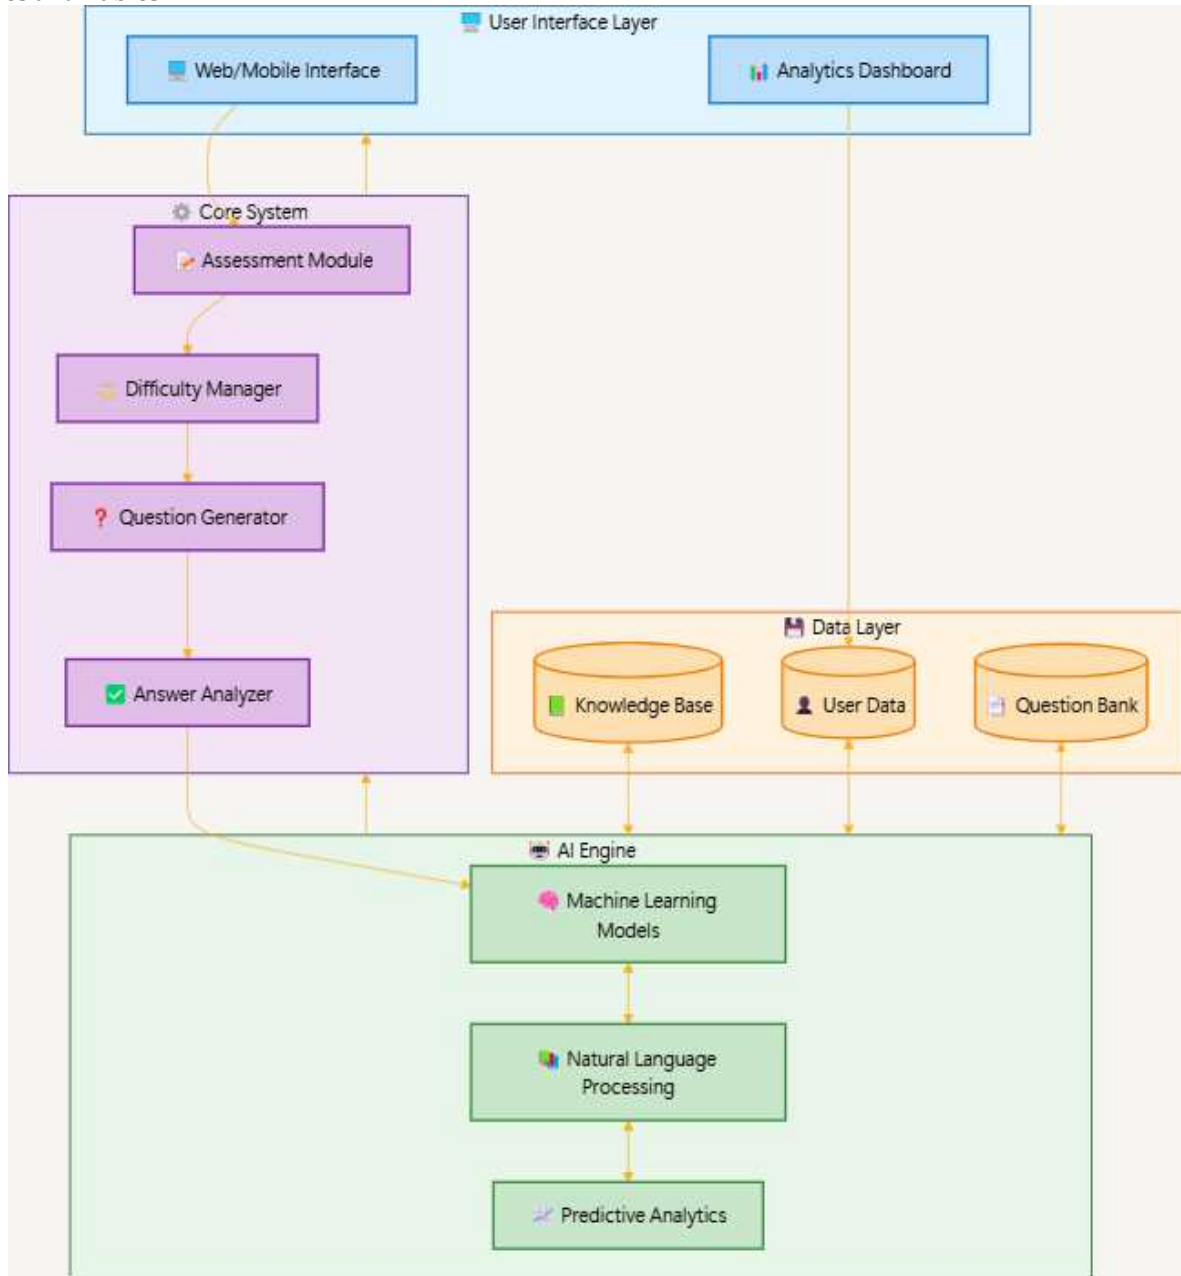 User Interface Layer
Web/Mobile Interface
Analytics Dashboard
Core System
Assessment Module
Difficulty Manager
Question Generator
Answer Analyzer
Data Layer
Knowledge Base
User Data
Question Bank
AI Engine
Machine Learning
Models
Natural Language
Processing
Predictive Analytics